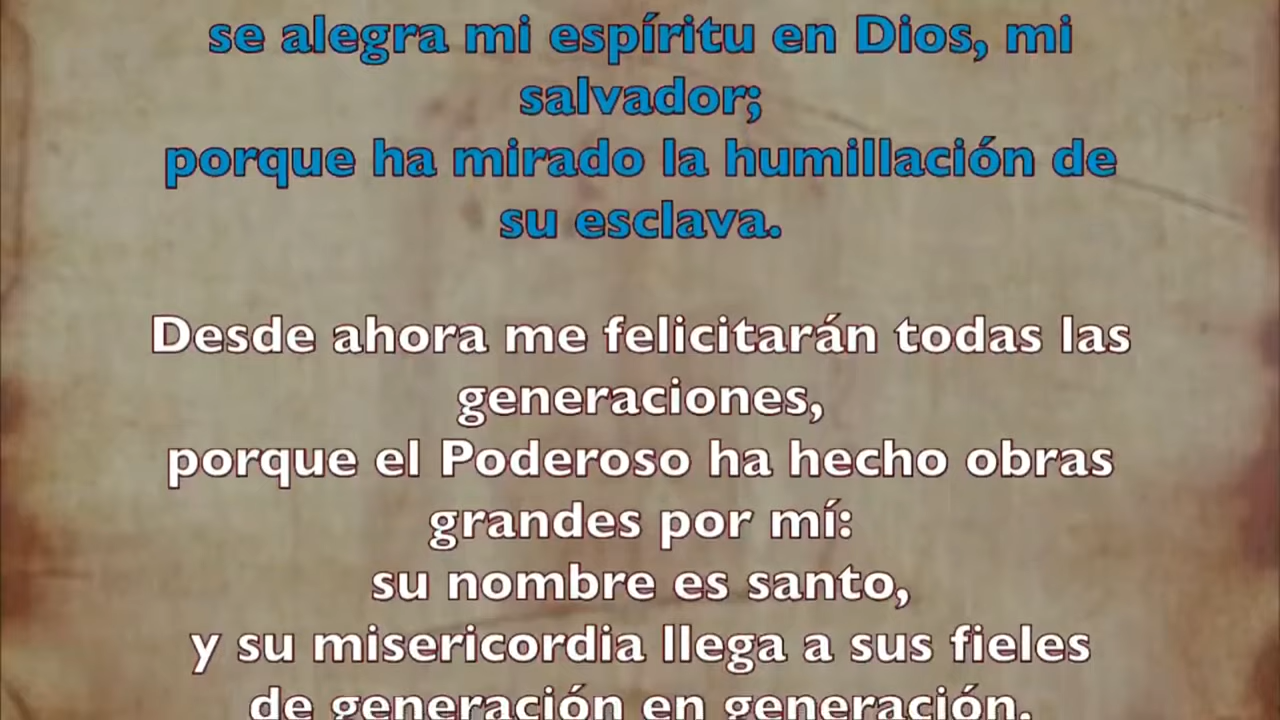 se alegra mi espíritu en Dios, mi
salvador;
porque ha mirado la humillación de
su esclava.
Desde ahora me felicitarán todas las
generaciones,
porque el Poderoso ha hecho obras
grandes por mí:
su nombre es santo,
y su misericordia llega a sus fieles
de generación en generación.